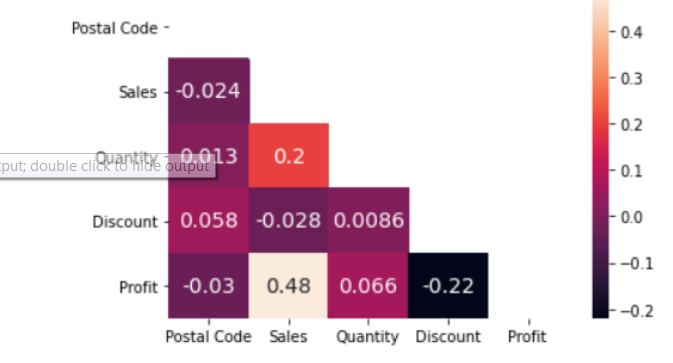 Postal Code
0.4
Sales
-0.024
0.3
Quantity
0.013
0.2
0.2
put; double click to hide output
0.1
Discount
0.058
-0.028
0.0086
0.0
−0.1
Profit
-0.03
0.48
0.066
-0.22
−0.2
Postal Code
Sales
Quantity
Discount
Profit